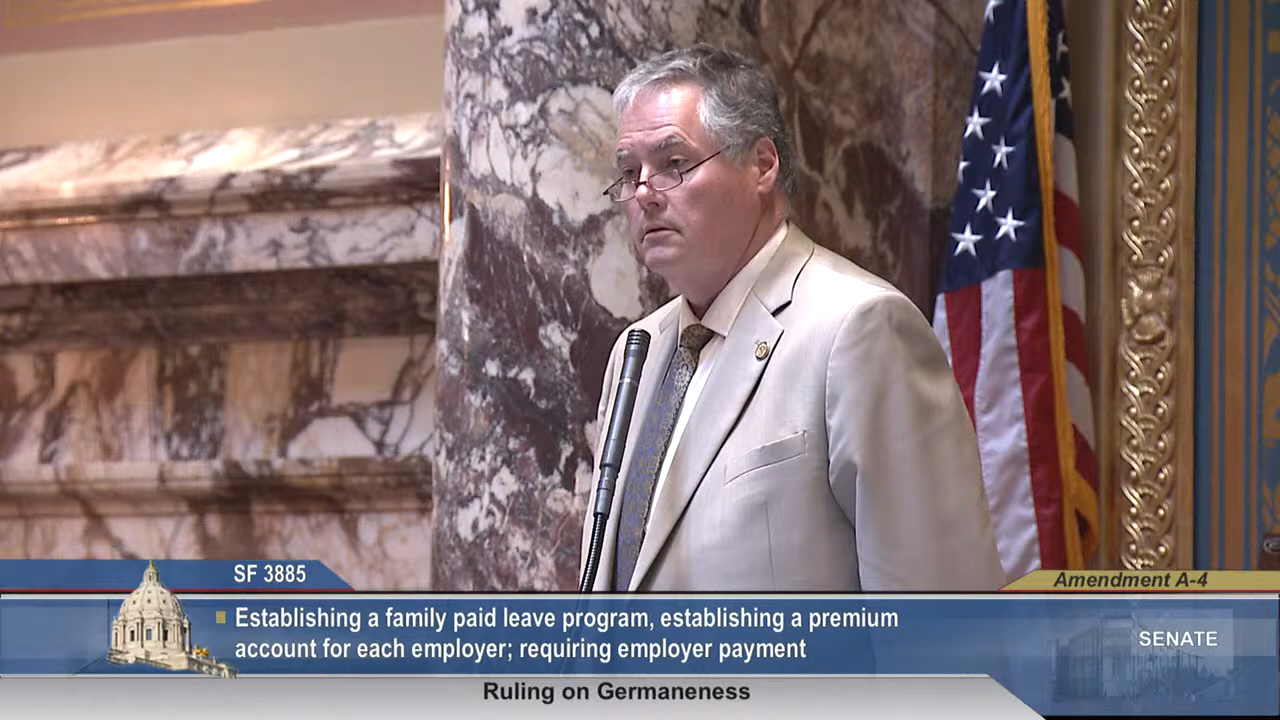 SF 3885
Amendment A-4
Establishing a family paid leave program, establishing a premium
account for each employer; requiring employer payment
SENATE
Ruling on Germaneness